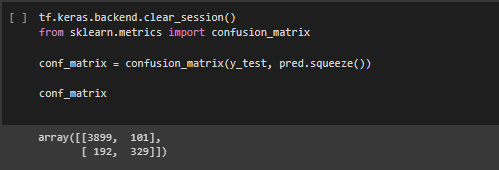 [ ] tf.keras.backend.clear_session()
from sklearn.metrics import confusion_matrix
conf_matrix = confusion_matrix(y_test, pred.squeeze())
conf_matrix
array([[3899,  101],
       [ 192,  329]])